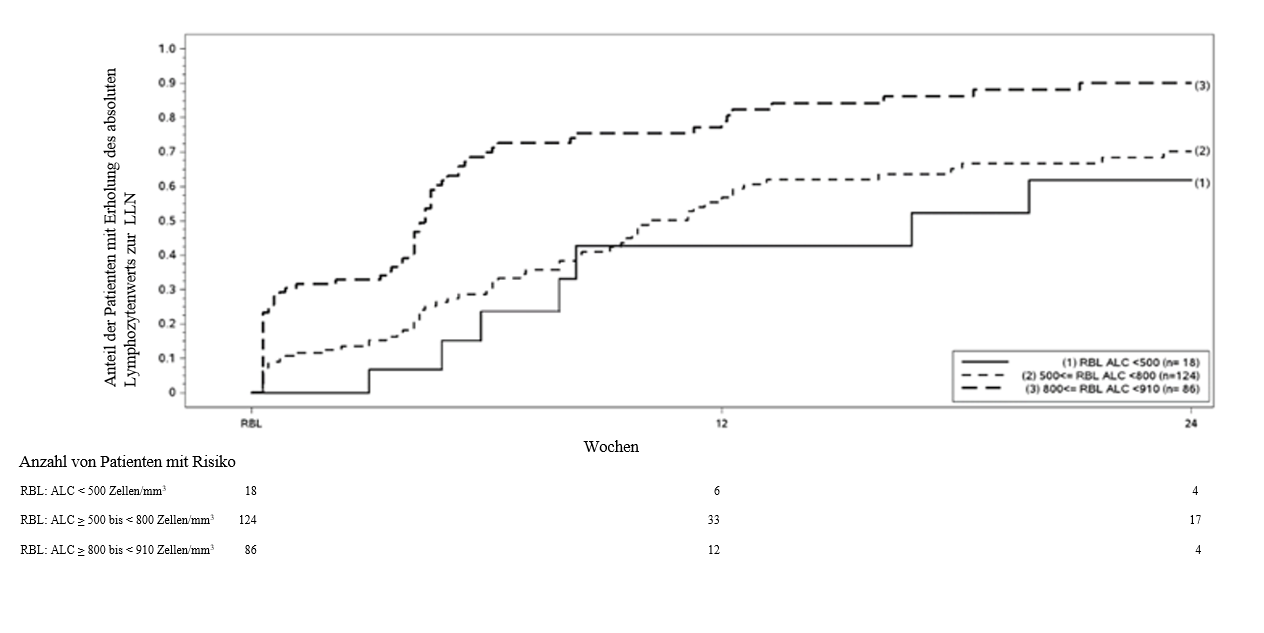 Anteil der Patienten mit Erholung des absoluten
Lymphozytenwerts zur LLN
1.0
0.9
0.8
0.7
0.6
0.5
0.4
0.3
0.2
0.1
0
(3)
(2)
(1)
(1) RBL ALC <500 (n= 18)
(2) 500<= RBL ALC <800 (n=124)
(3) 800<= RBL ALC <910 (n= 86)
RBL 12 24
Wochen
Anzahl von Patienten mit Risiko
RBL: ALC < 500 Zellen/mm³ 18 6 4
RBL: ALC ≥ 500 bis < 800 Zellen/mm³ 124 33 17
RBL: ALC ≥ 800 bis < 910 Zellen/mm³ 86 12 4